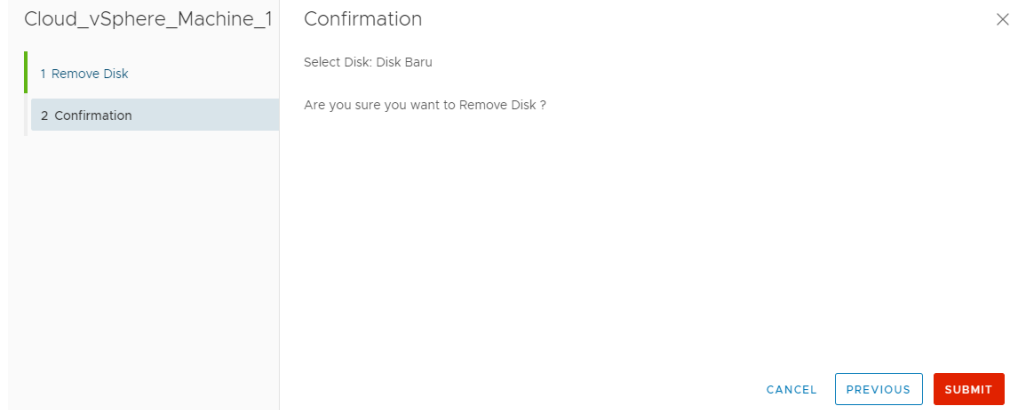 Cloud_vSphere_Machine_1
1 Remove Disk
2 Confirmation
Confirmation
Select Disk: Disk Baru
Are you sure you want to Remove Disk ?
CANCEL
PREVIOUS
SUBMIT